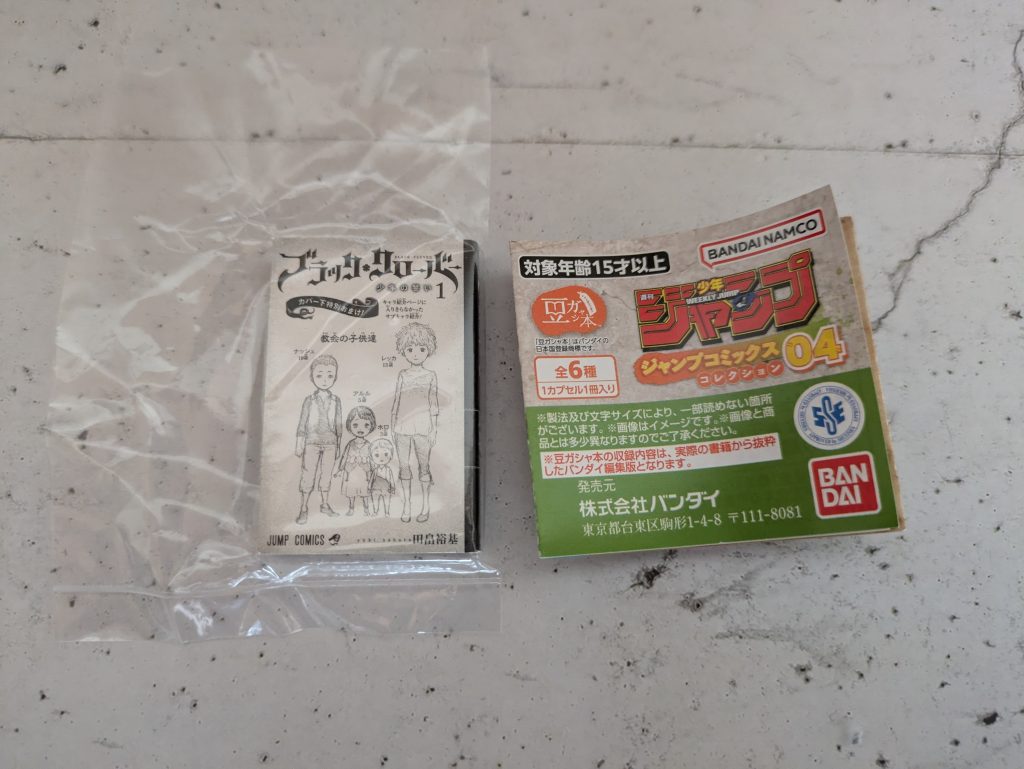 ブラック・クローバー
少年の誓い
1
カバー下特別おまけ!
キャラ紹介ページに
入りきらなかった
サブキャラ紹介!
教会の子供達
ナッシュ
レッカ
アルル
ホロ
JUMP COMICS
田畠裕基
BANDAI NAMCO
対象年齢15才以上
週刊
少年
WEEKLY JUMP
ジャンプ
豆ガシャ本
「豆ガシャ本」はバンダイの
日本国登録商標です。
ジャンプコミックス
コレクション
04
全6種
1カプセル1冊入り
※製法及び文字サイズにより、一部読めない箇所
がございます。※画像はイメージです。※画像と商
品とは多少異なりますのでご了承ください。
※豆ガシャ本の収録内容は、実際の書籍から抜粋
したバンダイ編集版となります。
発売元
株式会社バンダイ
東京都台東区駒形1-4-8 〒111-8081
BAN
DAI